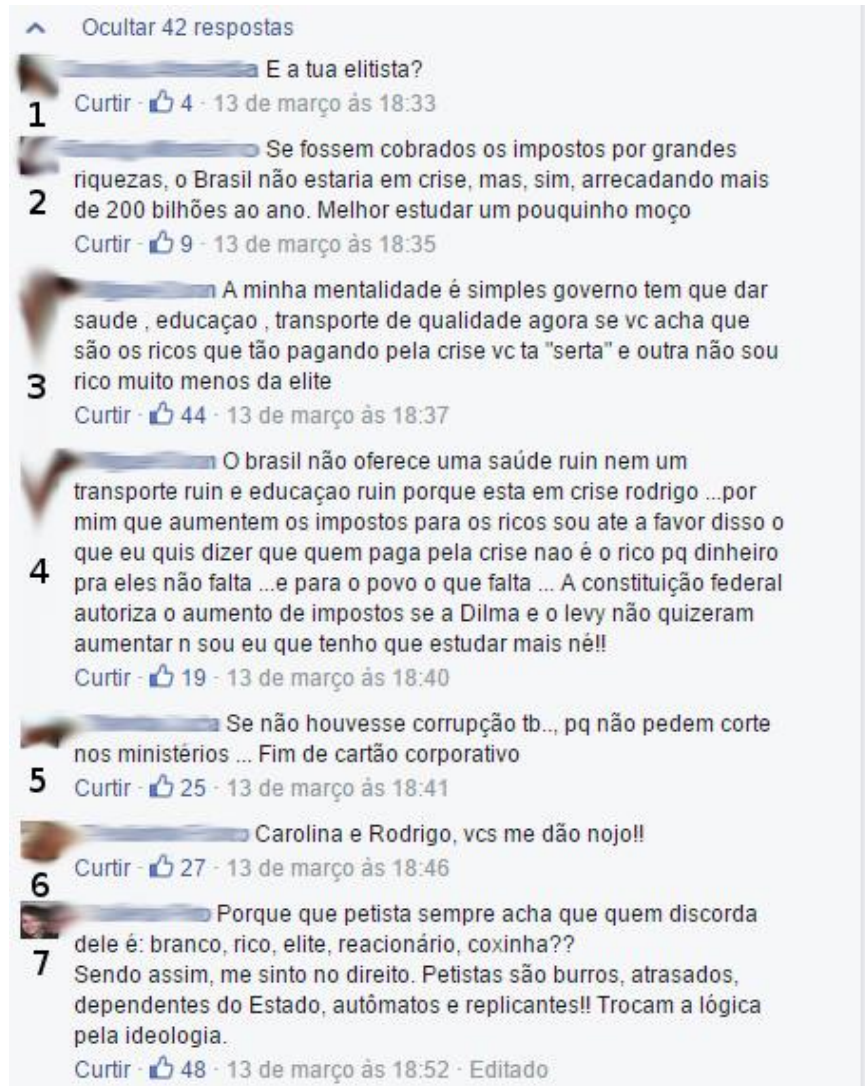 Ocultar 42 respostas
E a tua elitista?
1 Curtir · 4 · 13 de março às 18:33
Se fossem cobrados os impostos por grandes
riquezas, o Brasil não estaria em crise, mas, sim, arrecadando mais
2 de 200 bilhões ao ano. Melhor estudar um pouquinho moço
Curtir · 9 · 13 de março às 18:35
A minha mentalidade é simples governo tem que dar
saude , educaçao , transporte de qualidade agora se vc acha que
são os ricos que tão pagando pela crise vc ta "serta" e outra não sou
3 rico muito menos da elite
Curtir · 44 · 13 de março às 18:37
O brasil não oferece uma saúde ruin nem um
transporte ruin e educaçao ruin porque esta em crise rodrigo ...por
mim que aumentem os impostos para os ricos sou ate a favor disso o
que eu quis dizer que quem paga pela crise nao é o rico pq dinheiro
4 pra eles não falta ...e para o povo o que falta ... A constituição federal
autoriza o aumento de impostos se a Dilma e o levy não quizeram
aumentar n sou eu que tenho que estudar mais né!!
Curtir · 19 · 13 de março às 18:40
Se não houvesse corrupção tb.., pq não pedem corte
nos ministérios ... Fim de cartão corporativo
5 Curtir · 25 · 13 de março às 18:41
Carolina e Rodrigo, vcs me dão nojo!!
6 Curtir · 27 · 13 de março às 18:46
Porque que petista sempre acha que quem discorda
dele é: branco, rico, elite, reacionário, coxinha??
7 Sendo assim, me sinto no direito. Petistas são burros, atrasados,
dependentes do Estado, autômatos e replicantes!! Trocam a lógica
pela ideologia.
Curtir · 48 · 13 de março às 18:52 · Editado